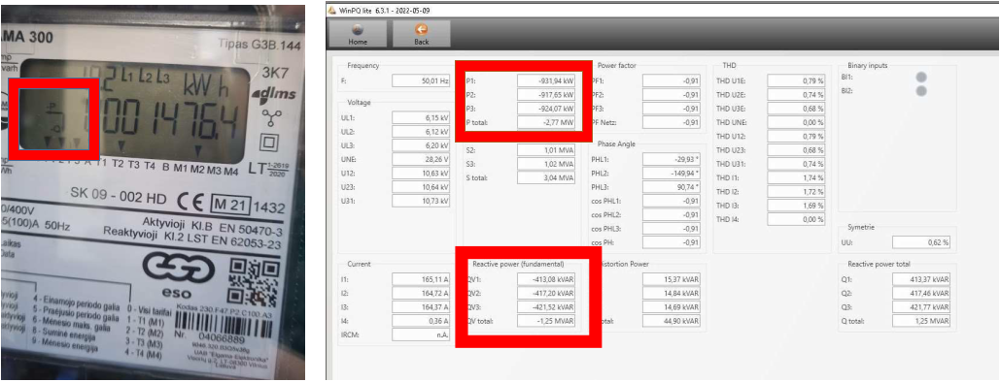 MA 300
Tipas G3B.144
varh
L1 L2 L3
kWh
3K7
dlms
001476,4
T1 T2 T3 T4 B M1 M2 M3 M4
LT 1-2619 2020
SK 09 - 002 HD CE M 21 1432
0/400V
5(100)A 50Hz
Aktyvioji Kl.B EN 50470-3
Reaktyvioji Kl.2 LST EN 62053-23
Laikas
Data
eso
4 - Einamojo periodo galia
5 - Praėjusio periodo galia
6 - Mėnesio maks. galia
8 - Suminė energija
9 - Mėnesio energija
0 - Visi tarifai
1 - T1 (M1)
2 - T2 (M2)
3 - T3 (M3)
4 - T4 (M4)
Kodas 230.F47.P2.C100.A3
Nr. 04066889
UAB "Elgama-Elektronika"
WinPQ lite 6.3.1 - 2022-05-09
Home
Back
Frequency
F: 50,01 Hz
Voltage
UL1: 6,15 kV
UL2: 6,12 kV
UL3: 6,20 kV
UNE: 28,26 V
U12: 10,63 kV
U23: 10,64 kV
U31: 10,73 kV
P1: -931,94 kW
P2: -917,65 kW
P3: -924,07 kW
P total: -2,77 MW
S2: 1,01 MVA
S3: 1,02 MVA
S total: 3,04 MVA
Power factor
PF1: -0,91
PF2: -0,91
PF3: -0,91
PF Netz: -0,91
Phase Angle
PHL1: -29,93 °
PHL2: -149,94 °
PHL3: 90,74 °
cos PHL1: -0,91
cos PHL2: -0,91
cos PHL3: -0,91
cos PH: -0,91
THD
THD U1E: 0,79 %
THD U2E: 0,74 %
THD U3E: 0,68 %
THD UNE: 0,00 %
THD U12: 0,79 %
THD U23: 0,68 %
THD U31: 0,74 %
THD I1: 1,74 %
THD I2: 1,72 %
THD I3: 1,69 %
THD I4: 0,00 %
Binary inputs
BI1:
BI2:
Symetrie
UU: 0,62 %
Current
I1: 165,11 A
I2: 164,72 A
I3: 164,37 A
I4: 0,36 A
IRCM: n.A.
Reactive power (fundamental)
QV1: -413,08 kVAR
QV2: -417,20 kVAR
QV3: -421,52 kVAR
QV total: -1,25 MVAR
Distortion Power
15,37 kVAR
14,84 kVAR
14,69 kVAR
total: 44,90 kVAR
Reactive power total
Q1: 413,37 kVAR
Q2: 417,46 kVAR
Q3: 421,77 kVAR
Q total: 1,25 MVAR